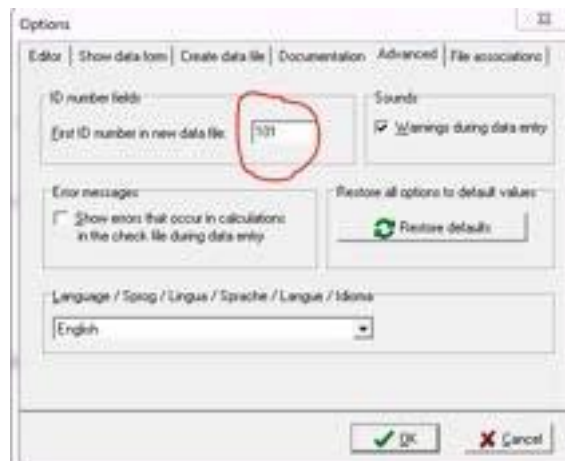 Options
Editor | Show data form | Create data file | Documentation | Advanced | File associations
ID number fields
First ID number in new data file: 101
Sounds
Warnings during data entry
Error messages
Show errors that occur in calculations
in the check file during data entry
Restore all options to default values
Restore defaults
Language / Sprog / Lingua / Sprache / Langue / Idioma
English
OK
Cancel